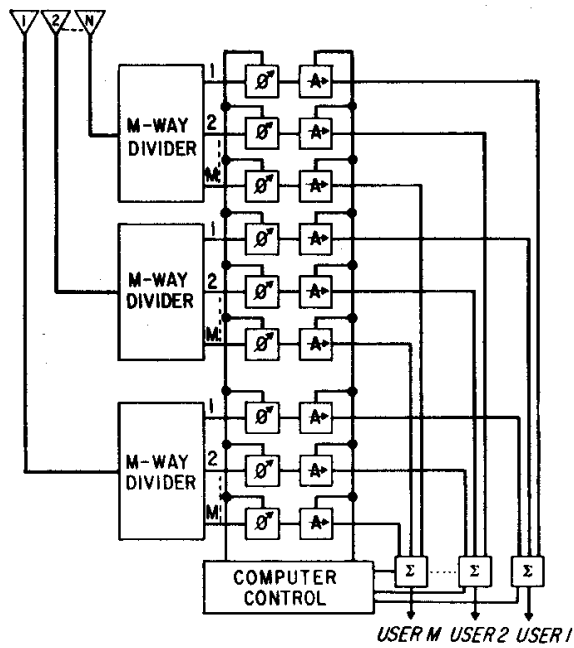 1 2 N
M-WAY
DIVIDER
1 Ø A
2 Ø A
M Ø A
M-WAY
DIVIDER
1 Ø A
2 Ø A
M Ø A
M-WAY
DIVIDER
1 Ø A
2 Ø A
M Ø A
COMPUTER
CONTROL
Σ Σ Σ
USER M USER 2 USER 1